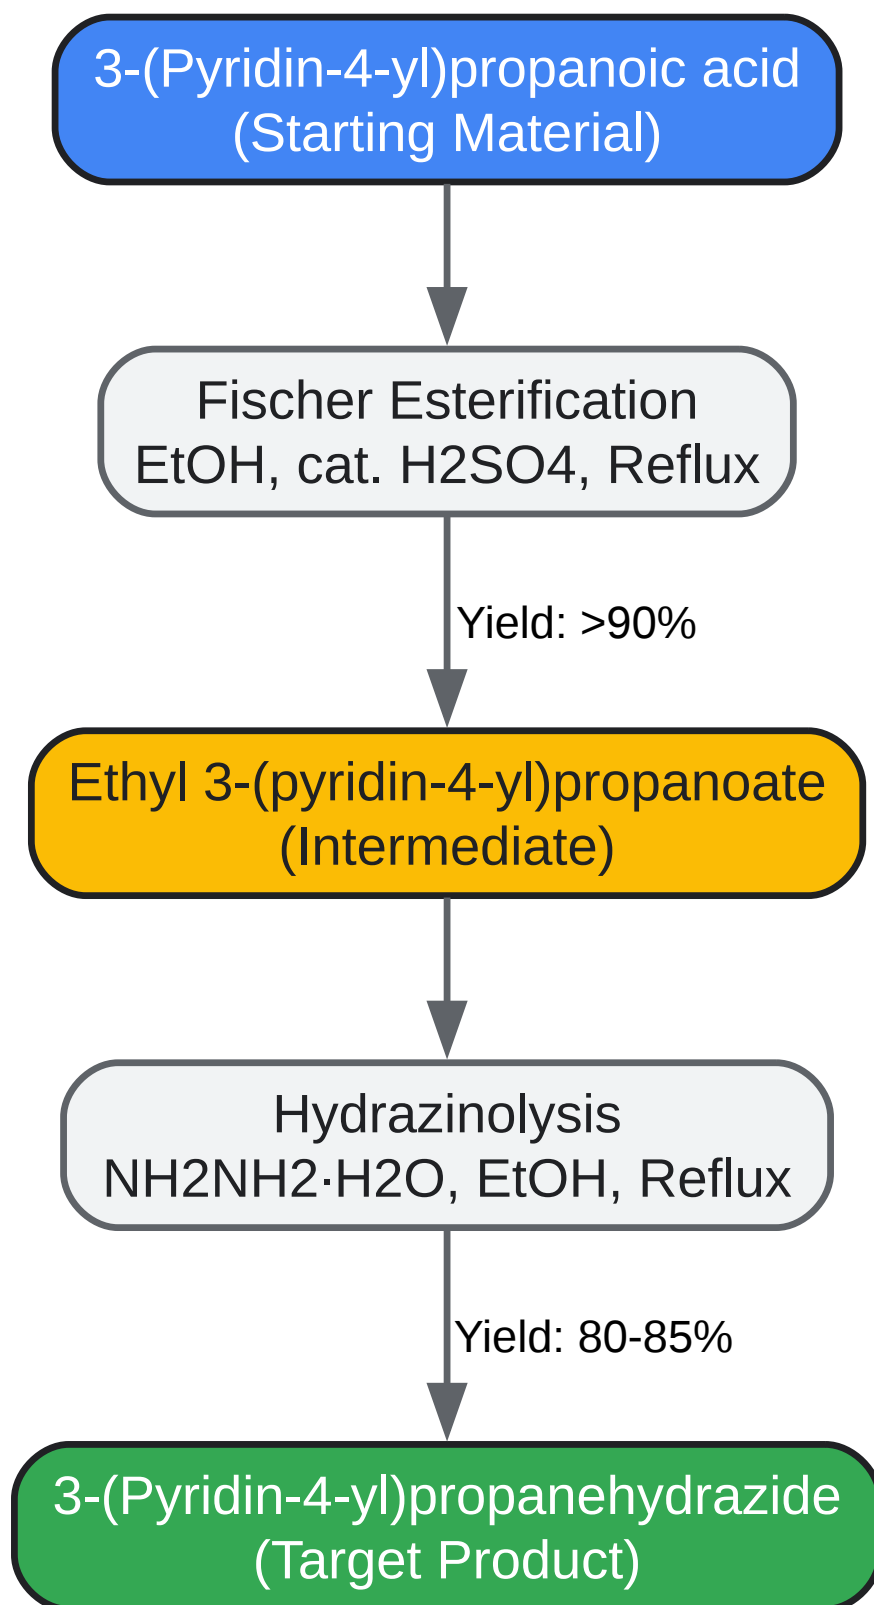 3-(Pyridin-4-yl)propanoic acid
(Starting Material)
Fischer Esterification
EtOH, cat. H2SO4, Reflux
Yield: >90%
Ethyl 3-(pyridin-4-yl)propanoate
(Intermediate)
Hydrazinolysis
NH2NH2·H2O, EtOH, Reflux
Yield: 80-85%
3-(Pyridin-4-yl)propanehydrazide
(Target Product)